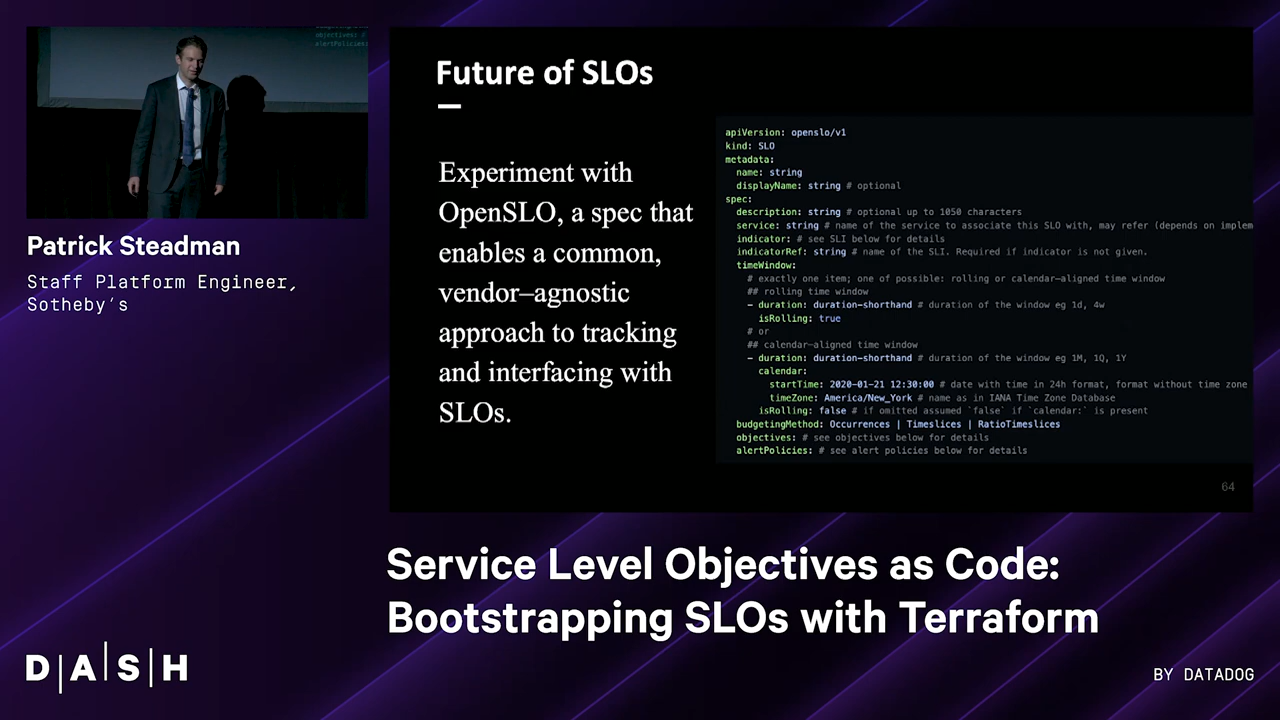 objectives: #
alertPolicies:
Patrick Steadman
Staff Platform Engineer,
Sotheby's
Future of SLOs
Experiment with
OpenSLO, a spec that
enables a common,
vendor–agnostic
approach to tracking
and interfacing with
SLOs.
apiVersion: openslo/v1
kind: SLO
metadata:
  name: string
  displayName: string # optional
spec:
  description: string # optional up to 1050 characters
  service: string # name of the service to associate this SLO with, may refer (depends on implem
  indicator: # see SLI below for details
  indicatorRef: string # name of the SLI. Required if indicator is not given.
  timeWindow:
    # exactly one item; one of possible: rolling or calendar–aligned time window
    ## rolling time window
    – duration: duration–shorthand # duration of the window eg 1d, 4w
      isRolling: true
    # or
    ## calendar–aligned time window
    – duration: duration–shorthand # duration of the window eg 1M, 1Q, 1Y
      calendar:
        startTime: 2020–01–21 12:30:00 # date with time in 24h format, format without time zone
        timeZone: America/New_York # name as in IANA Time Zone Database
      isRolling: false # if omitted assumed `false` if `calendar:` is present
  budgetingMethod: Occurrences | Timeslices | RatioTimeslices
  objectives: # see objectives below for details
  alertPolicies: # see alert policies below for details
64
Service Level Objectives as Code:
Bootstrapping SLOs with Terraform
D|A|S|H
BY DATADOG